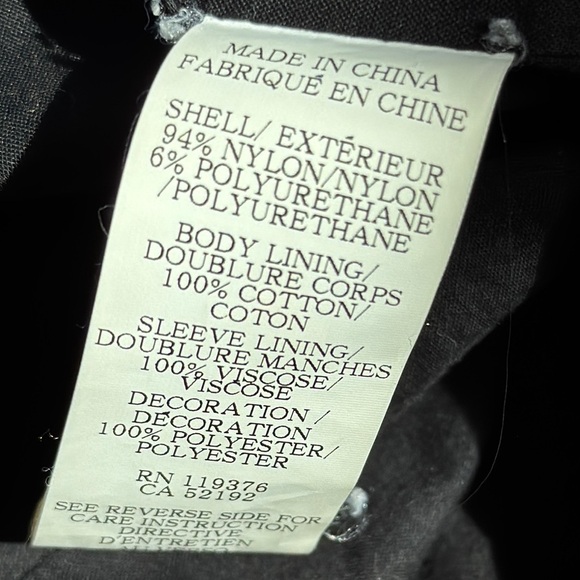 MADE IN CHINA
FABRIQUÉ EN CHINE
SHELL/ EXTÉRIEUR
94% NYLON/NYLON
6% POLYURETHANE
/POLYURETHANE
BODY LINING/
DOUBLURE CORPS
100% COTTON/
COTON
SLEEVE LINING/
DOUBLURE MANCHES
100% VISCOSE/
VISCOSE
DECORATION /
DÉCORATION
100% POLYESTER/
POLYESTER
RN 119376
CA 52192
SEE REVERSE SIDE FOR
CARE INSTRUCTION
DIRECTIVE
D'ENTRETIEN